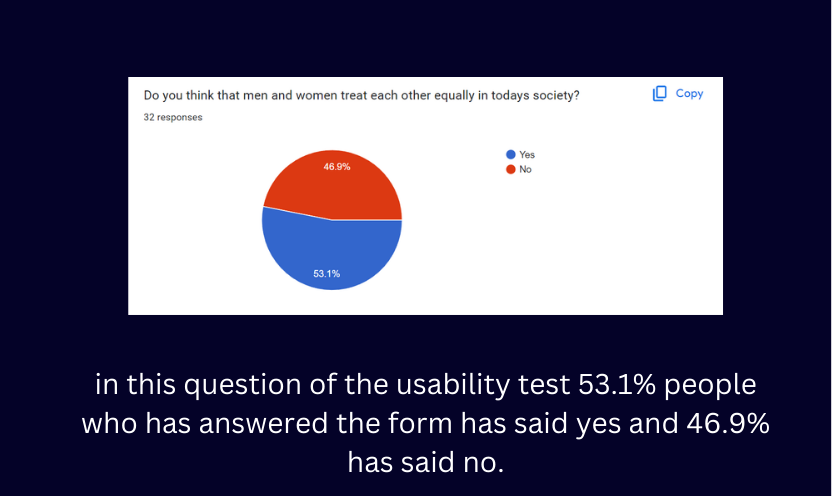 Do you think that men and women treat each other equally in todays society?
Copy
32 responses
46.9%
53.1%
Yes
No
in this question of the usability test 53.1% people
who has answered the form has said yes and 46.9%
has said no.